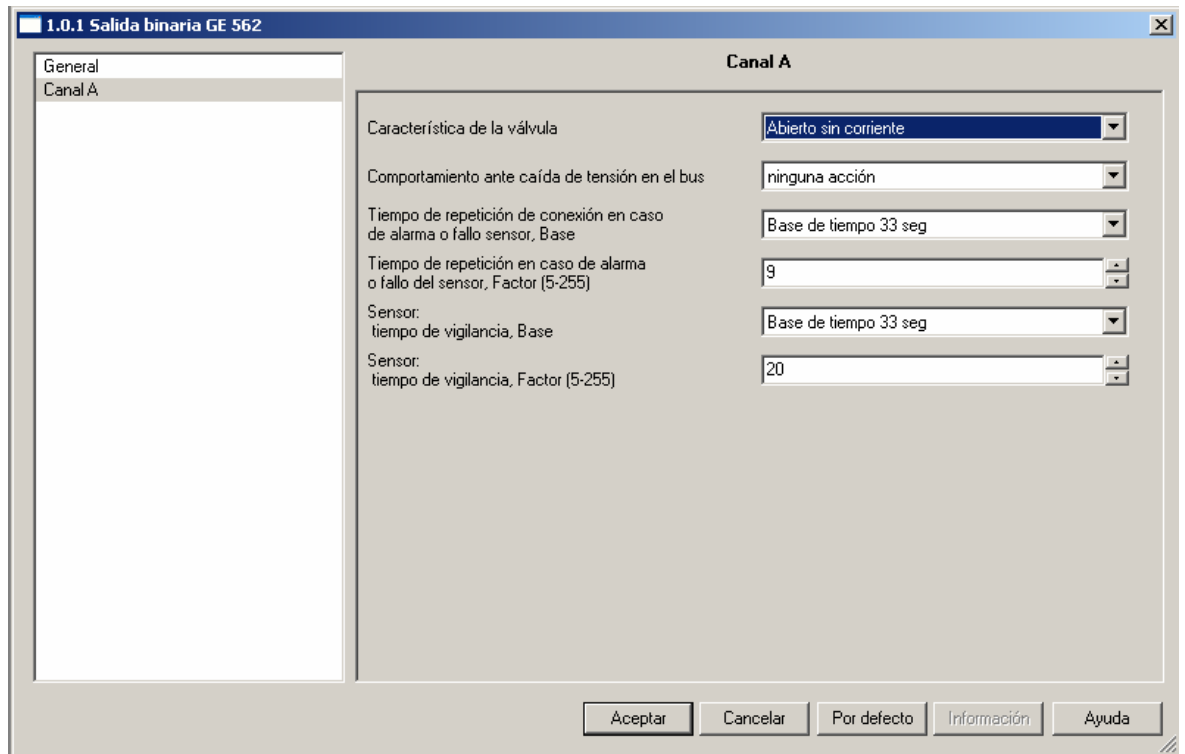 1.0.1 Salida binaria GE 562
General
Canal A
Canal A
Característica de la válvula
Abierto sin corriente
Comportamiento ante caída de tensión en el bus
ninguna acción
Tiempo de repetición de conexión en caso
de alarma o fallo sensor, Base
Base de tiempo 33 seg
Tiempo de repetición en caso de alarma
o fallo del sensor, Factor (5-255)
9
Sensor:
tiempo de vigilancia, Base
Base de tiempo 33 seg
Sensor:
tiempo de vigilancia, Factor (5-255)
20
Aceptar
Cancelar
Por defecto
Información
Ayuda